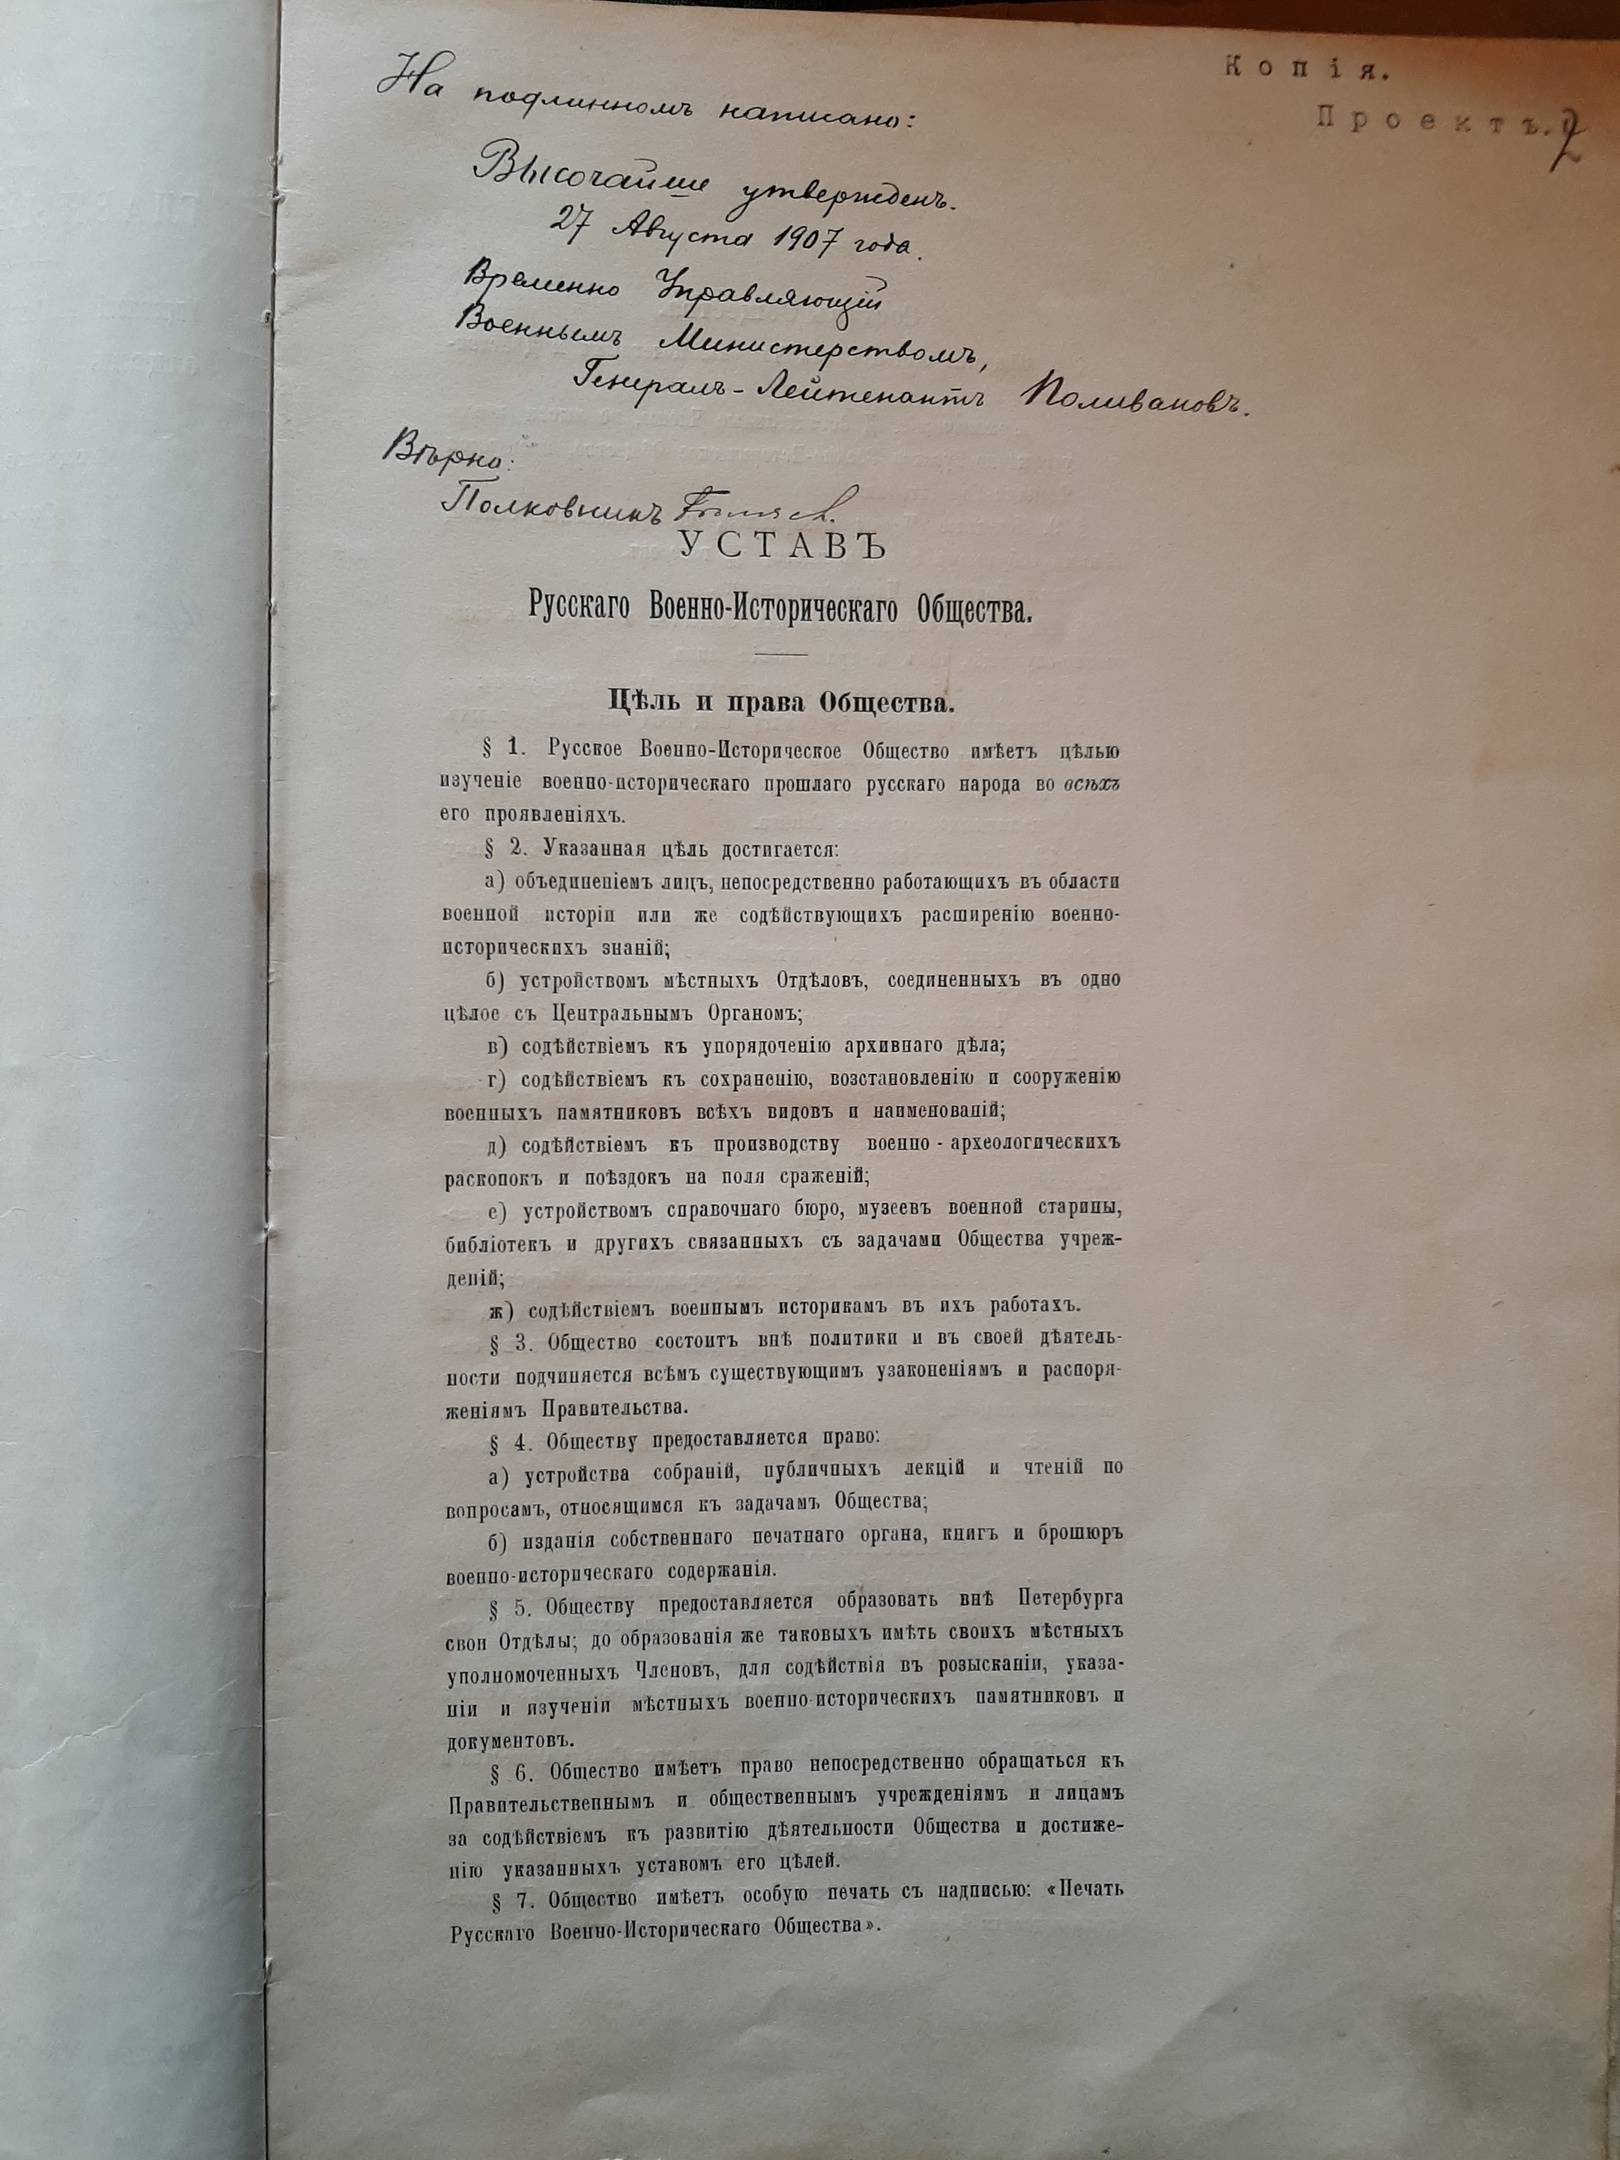 Копія.
Проектъ.
2
На подлинномъ написано:
Высочайше утвержденъ.
27 Августа 1907 года.
Временно Управляющій
Военнымъ Министерствомъ,
Генералъ-Лейтенантъ Поливановъ.
Вѣрно:
Полковникъ
УСТАВЪ
Русскаго Военно-Историческаго Общества.
Цѣль и права Общества.
§ 1. Русское Военно-Историческое Общество имѣетъ цѣлью
изученіе военно-историческаго прошлаго русскаго народа во всѣхъ
его проявленіяхъ.
§ 2. Указанная цѣль достигается:
а) объединеніемъ лицъ, непосредственно работающихъ въ области
военной исторіи или же содѣйствующихъ расширенію военно-
историческихъ знаній;
б) устройствомъ мѣстныхъ Отдѣловъ, соединенныхъ въ одно
цѣлое съ Центральнымъ Органомъ;
в) содѣйствіемъ къ упорядоченію архивнаго дѣла;
г) содѣйствіемъ къ сохраненію, возстановленію и сооруженію
военныхъ памятниковъ всѣхъ видовъ и наименованій;
д) содѣйствіемъ къ производству военно-археологическихъ
раскопокъ и поѣздокъ на поля сраженій;
е) устройствомъ справочнаго бюро, музеевъ военной старины,
библіотекъ и другихъ связанныхъ съ задачами Общества учреж-
деній;
ж) содѣйствіемъ военнымъ историкамъ въ ихъ работахъ.
§ 3. Общество состоитъ внѣ политики и въ своей дѣятель-
ности подчиняется всѣмъ существующимъ узаконеніямъ и распоря-
женіямъ Правительства.
§ 4. Обществу предоставляется право:
а) устройства собраній, публичныхъ лекцій и чтеній по
вопросамъ, относящимся къ задачамъ Общества;
б) изданія собственнаго печатнаго органа, книгъ и брошюръ
военно-историческаго содержанія.
§ 5. Обществу предоставляется образовать внѣ Петербурга
свои Отдѣлы; до образованія же таковыхъ имѣть своихъ мѣстныхъ
уполномоченныхъ Членовъ, для содѣйствія въ розысканіи, указа-
ніи и изученіи мѣстныхъ военно-историческихъ памятниковъ и
документовъ.
§ 6. Общество имѣетъ право непосредственно обращаться къ
Правительственнымъ и общественнымъ учрежденіямъ и лицамъ
за содѣйствіемъ къ развитію дѣятельности Общества и достиже-
нію указанныхъ уставомъ его цѣлей.
§ 7. Общество имѣетъ особую печать съ надписью: «Печать
Русскаго Военно-Историческаго Общества».